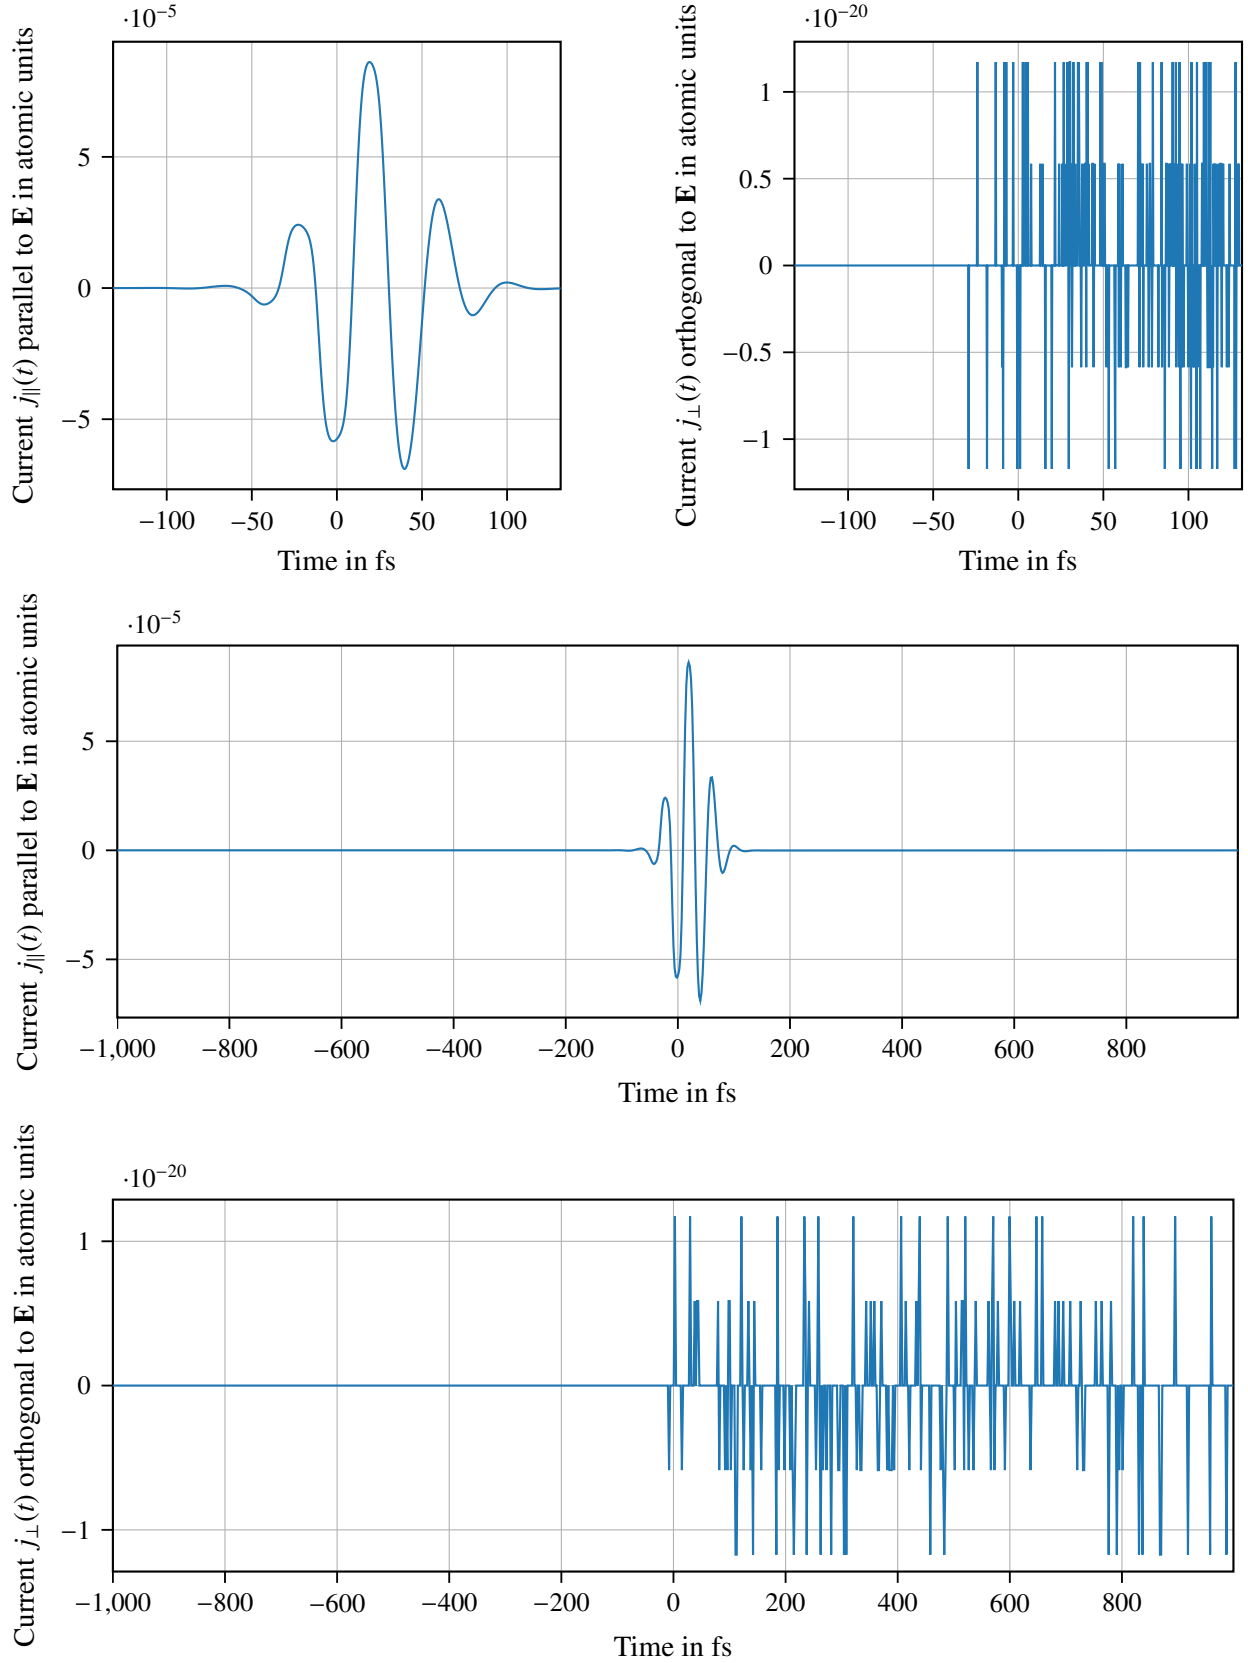 ·10⁻⁵
Current j∥(t) parallel to E in atomic units
5
0
−5
−100 −50 0 50 100
Time in fs
·10⁻²⁰
Current j⊥(t) orthogonal to E in atomic units
1
0.5
0
−0.5
−1
−100 −50 0 50 100
Time in fs
·10⁻⁵
Current j∥(t) parallel to E in atomic units
5
0
−5
−1,000 −800 −600 −400 −200 0 200 400 600 800
Time in fs
·10⁻²⁰
Current j⊥(t) orthogonal to E in atomic units
1
0
−1
−1,000 −800 −600 −400 −200 0 200 400 600 800
Time in fs